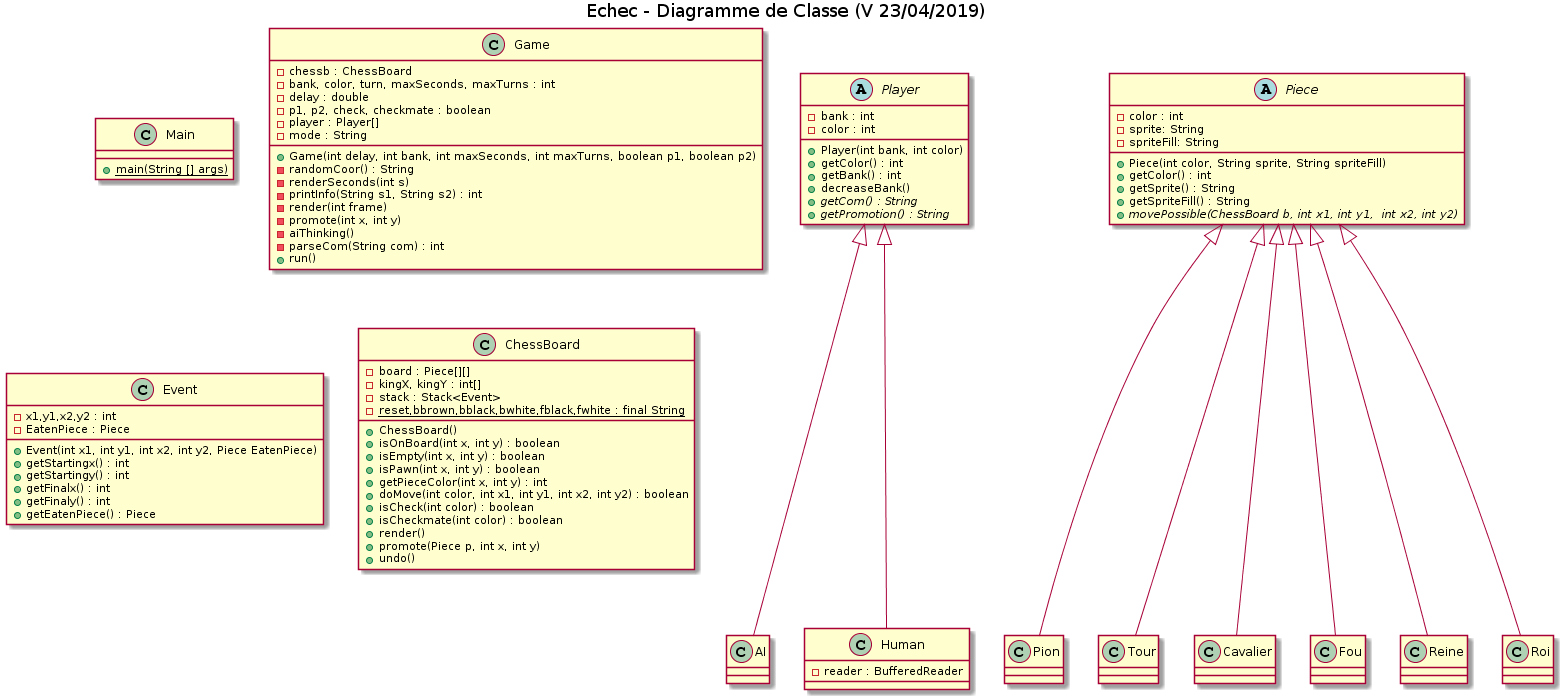 Echec - Diagramme de Classe (V 23/04/2019)
C Main
main(String [] args)
C Game
chessb : ChessBoard
bank, color, turn, maxSeconds, maxTurns : int
delay : double
p1, p2, check, checkmate : boolean
player : Player[]
mode : String
Game(int delay, int bank, int maxSeconds, int maxTurns, boolean p1, boolean p2)
randomCoor() : String
renderSeconds(int s)
printInfo(String s1, String s2) : int
render(int frame)
promote(int x, int y)
aiThinking()
parseCom(String com) : int
run()
A Player
bank : int
color : int
Player(int bank, int color)
getColor() : int
getBank() : int
decreaseBank()
getCom() : String
getPromotion() : String
A Piece
color : int
sprite: String
spriteFill: String
Piece(int color, String sprite, String spriteFill)
getColor() : int
getSprite() : String
getSpriteFill() : String
movePossible(ChessBoard b, int x1, int y1,  int x2, int y2)
C Event
x1,y1,x2,y2 : int
EatenPiece : Piece
Event(int x1, int y1, int x2, int y2, Piece EatenPiece)
getStartingx() : int
getStartingy() : int
getFinalx() : int
getFinaly() : int
getEatenPiece() : Piece
C ChessBoard
board : Piece[][]
kingX, kingY : int[]
stack : Stack<Event>
reset,bbrown,bblack,bwhite,fblack,fwhite : final String
ChessBoard()
isOnBoard(int x, int y) : boolean
isEmpty(int x, int y) : boolean
isPawn(int x, int y) : boolean
getPieceColor(int x, int y) : int
doMove(int color, int x1, int y1, int x2, int y2) : boolean
isCheck(int color) : boolean
isCheckmate(int color) : boolean
render()
promote(Piece p, int x, int y)
undo()
C AI
C Human
reader : BufferedReader
C Pion
C Tour
C Cavalier
C Fou
C Reine
C Roi